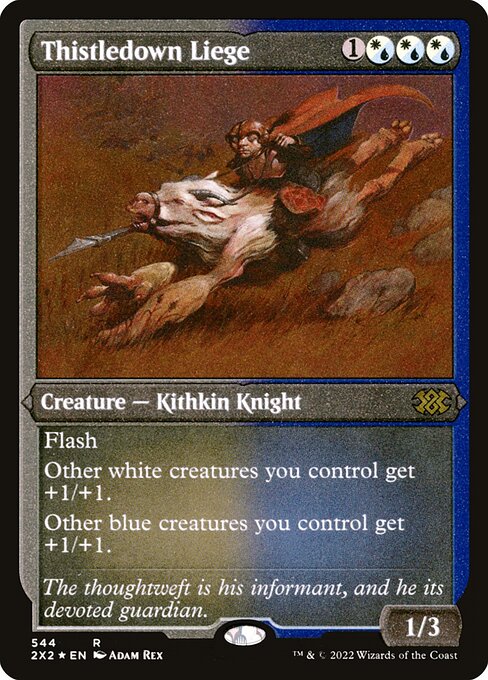 Thistledown Liege 1
Creature — Kithkin Knight
Flash
Other white creatures you control get
+1/+1.
Other blue creatures you control get
+1/+1.
The thoughtweft is his informant, and he its
devoted guardian.
1/3
544 R
2X2 ★ EN Adam Rex
™ & © 2022 Wizards of the Coast